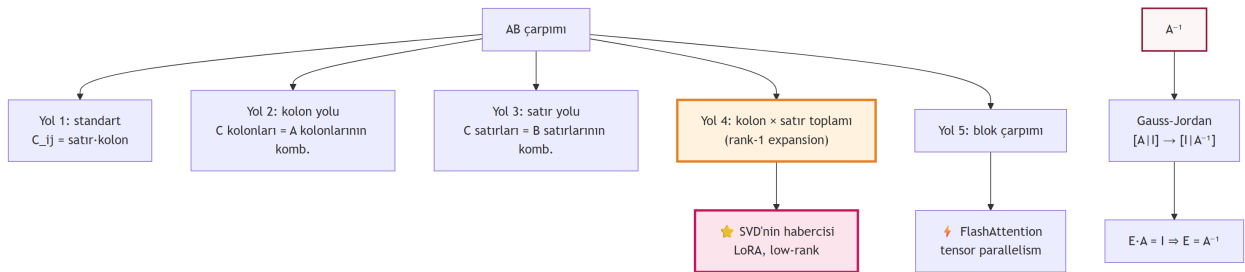 AB çarpımı
A⁻¹
Yol 1: standart
C_ij = satır·kolon
Yol 2: kolon yolu
C kolonları = A kolonlarının
komb.
Yol 3: satır yolu
C satırları = B satırlarının
komb.
Yol 4: kolon × satır toplamı
(rank-1 expansion)
Yol 5: blok çarpımı
Gauss-Jordan
[A|I] → [I|A⁻¹]
⭐ SVD'nin habercisi
LoRA, low-rank
⚡ FlashAttention
tensor parallelism
E·A = I ⇒ E = A⁻¹